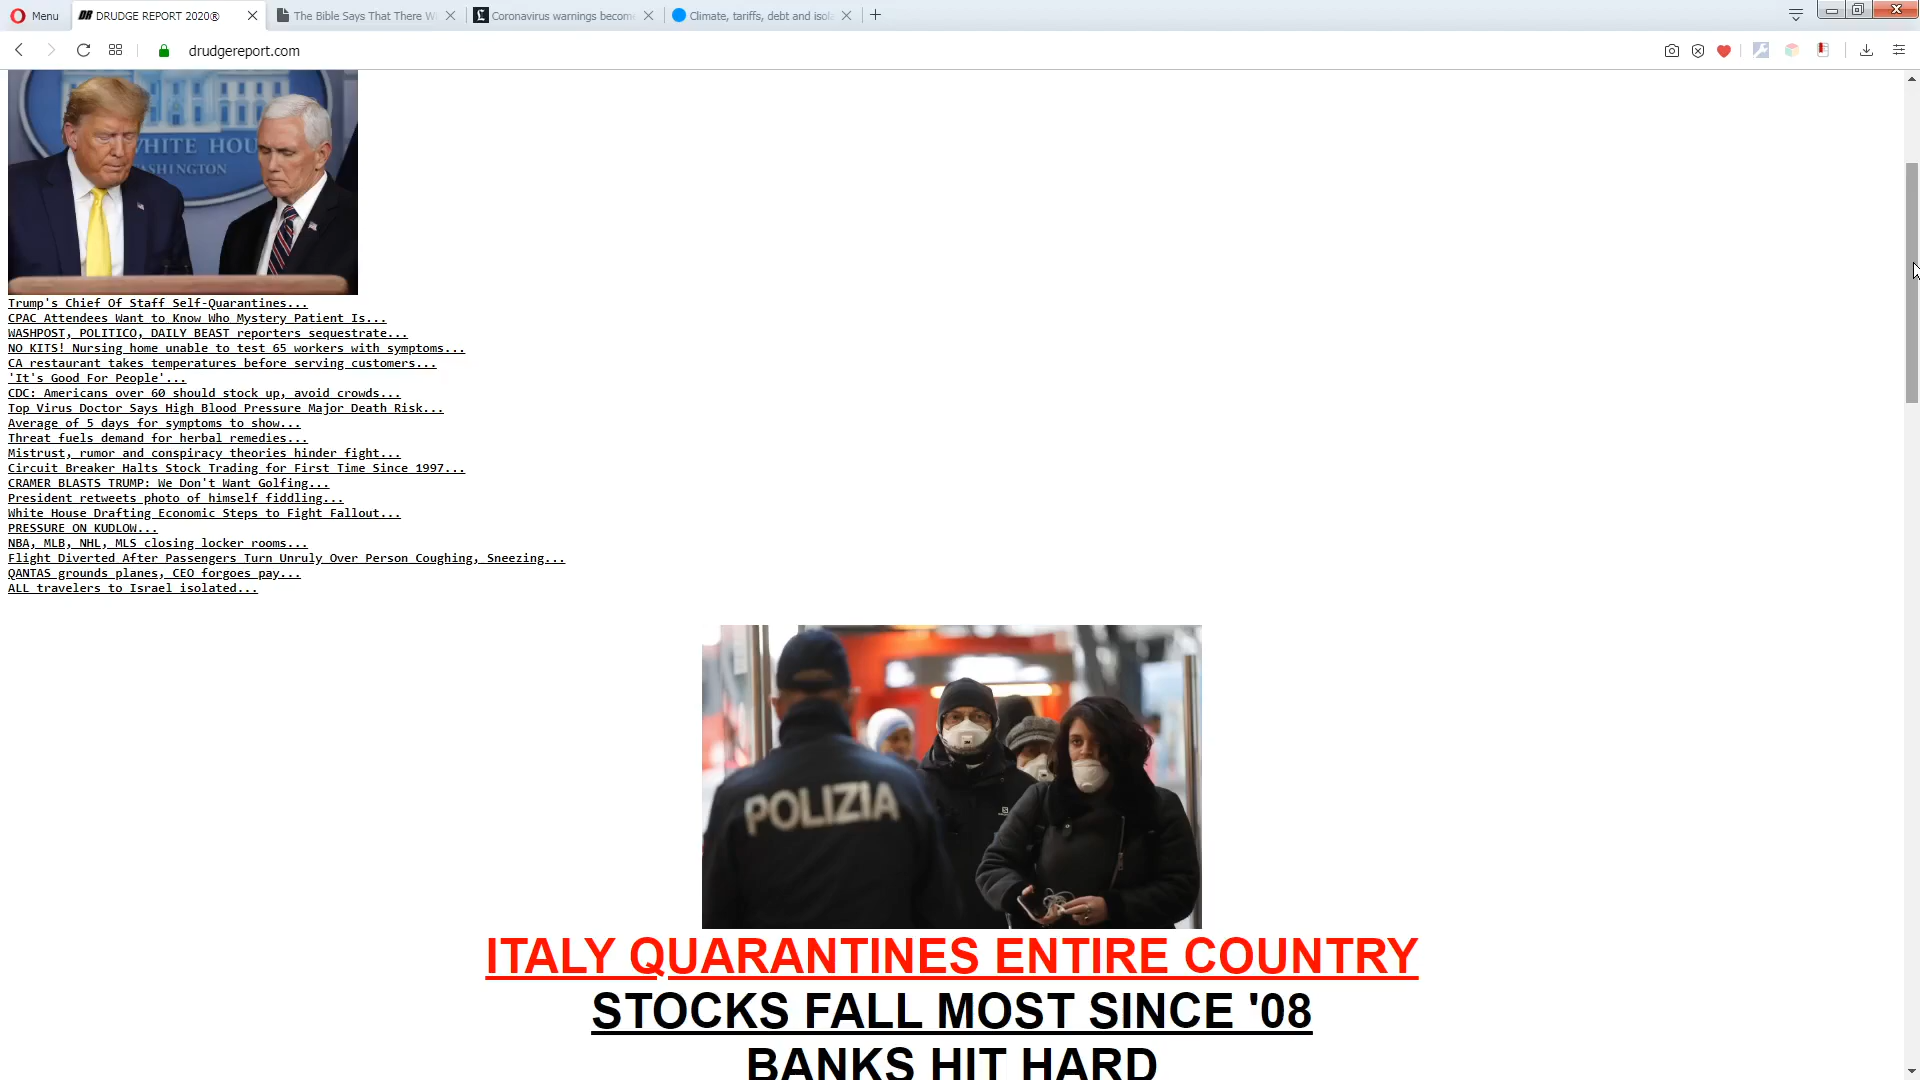 Menu
DRUDGE REPORT 2020®
The Bible Says That There W
Coronavirus warnings become
Climate, tariffs, debt and isola
drudgereport.com
WHITE HOU
ASHINGTON
Trump's Chief Of Staff Self-Quarantines...
CPAC Attendees Want to Know Who Mystery Patient Is...
WASHPOST, POLITICO, DAILY BEAST reporters sequestrate...
NO KITS! Nursing home unable to test 65 workers with symptoms...
CA restaurant takes temperatures before serving customers...
'It's Good For People'...
CDC: Americans over 60 should stock up, avoid crowds...
Top Virus Doctor Says High Blood Pressure Major Death Risk...
Average of 5 days for symptoms to show...
Threat fuels demand for herbal remedies...
Mistrust, rumor and conspiracy theories hinder fight...
Circuit Breaker Halts Stock Trading for First Time Since 1997...
CRAMER BLASTS TRUMP: We Don't Want Golfing...
President retweets photo of himself fiddling...
White House Drafting Economic Steps to Fight Fallout...
PRESSURE ON KUDLOW...
NBA, MLB, NHL, MLS closing locker rooms...
Flight Diverted After Passengers Turn Unruly Over Person Coughing, Sneezing...
QANTAS grounds planes, CEO forgoes pay...
ALL travelers to Israel isolated...
POLIZIA
ITALY QUARANTINES ENTIRE COUNTRY
STOCKS FALL MOST SINCE '08
BANKS HIT HARD